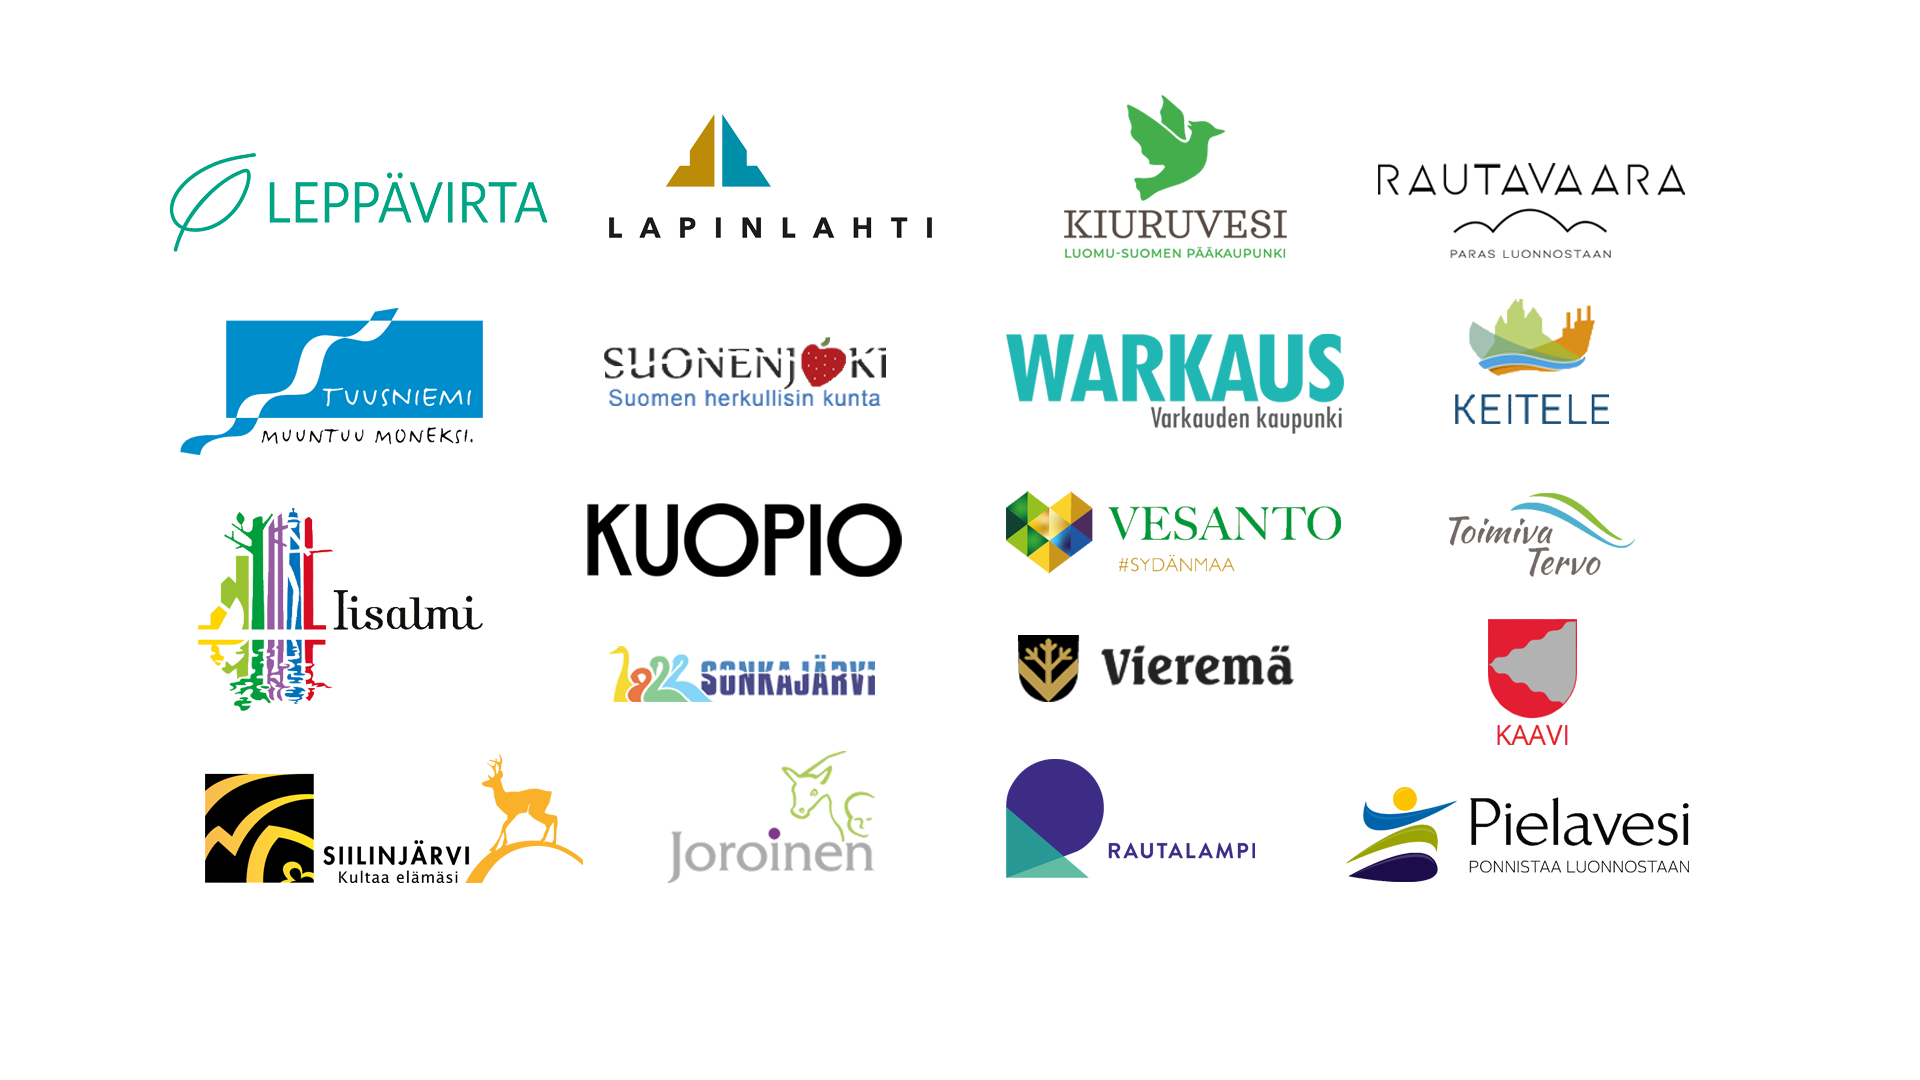 LEPPÄVIRTA
LAPINLAHTI
KIURUVESI
LUOMU-SUOMEN PÄÄKAUPUNKI
RAUTAVAARA
PARAS LUONNOSTAAN
TUUSNIEMI
MUUNTUU MONEKSI.
SUONENJOKI
Suomen herkullisin kunta
WARKAUS
Varkauden kaupunki
KEITELE
Iisalmi
KUOPIO
VESANTO
#SYDÄNMAA
Toimiva
Tervo
1822 SONKAJÄRVI
Vieremä
KAAVI
SIILINJÄRVI
Kultaa elämäsi
Joroinen
RAUTALAMPI
Pielavesi
PONNISTAA LUONNOSTAAN